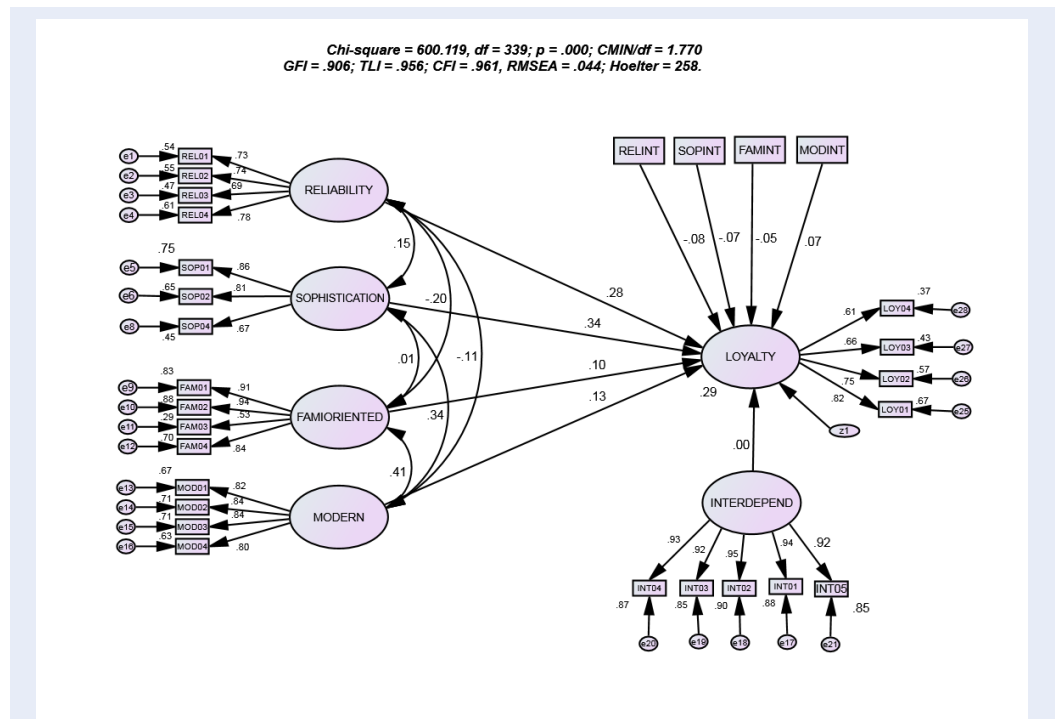 Chi-square = 600.119, df = 339; p = .000; CMIN/df = 1.770
GFI = .906; TLI = .956; CFI = .961, RMSEA = .044; Hoelter = 258.
e1 .54 REL01 .73
e2 .55 REL02 .74
e3 .47 REL03 .69
e4 .61 REL04 .78
RELIABILITY
.75
e5 SOP01 .86
e6 .65 SOP02 .81
e8 SOP04 .67
.45
SOPHISTICATION
.83
e9 FAM01 .91
e10 .88 FAM02 .94
e11 .29 FAM03 .53
e12 .70 FAM04 .84
FAMIORIENTED
.67
e13 MOD01 .82
e14 .71 MOD02 .84
e15 .71 MOD03 .84
e16 .63 MOD04 .80
MODERN
.15
-.20
-.11
.01
.34
.41
.28
.34
.10
.13
RELINT SOPINT FAMINT MODINT
-.08 -.07 -.05 .07
LOYALTY
.29
.61 LOY04 .37 e28
.66 LOY03 .43 e27
.75 LOY02 .57 e26
.82 LOY01 .67 e25
z1
.00
INTERDEPEND
.93 .92 .95 .94 .92
INT04 INT03 INT02 INT01 INT05
.87 .85 .90 .88 .85
e20 e19 e18 e17 e21